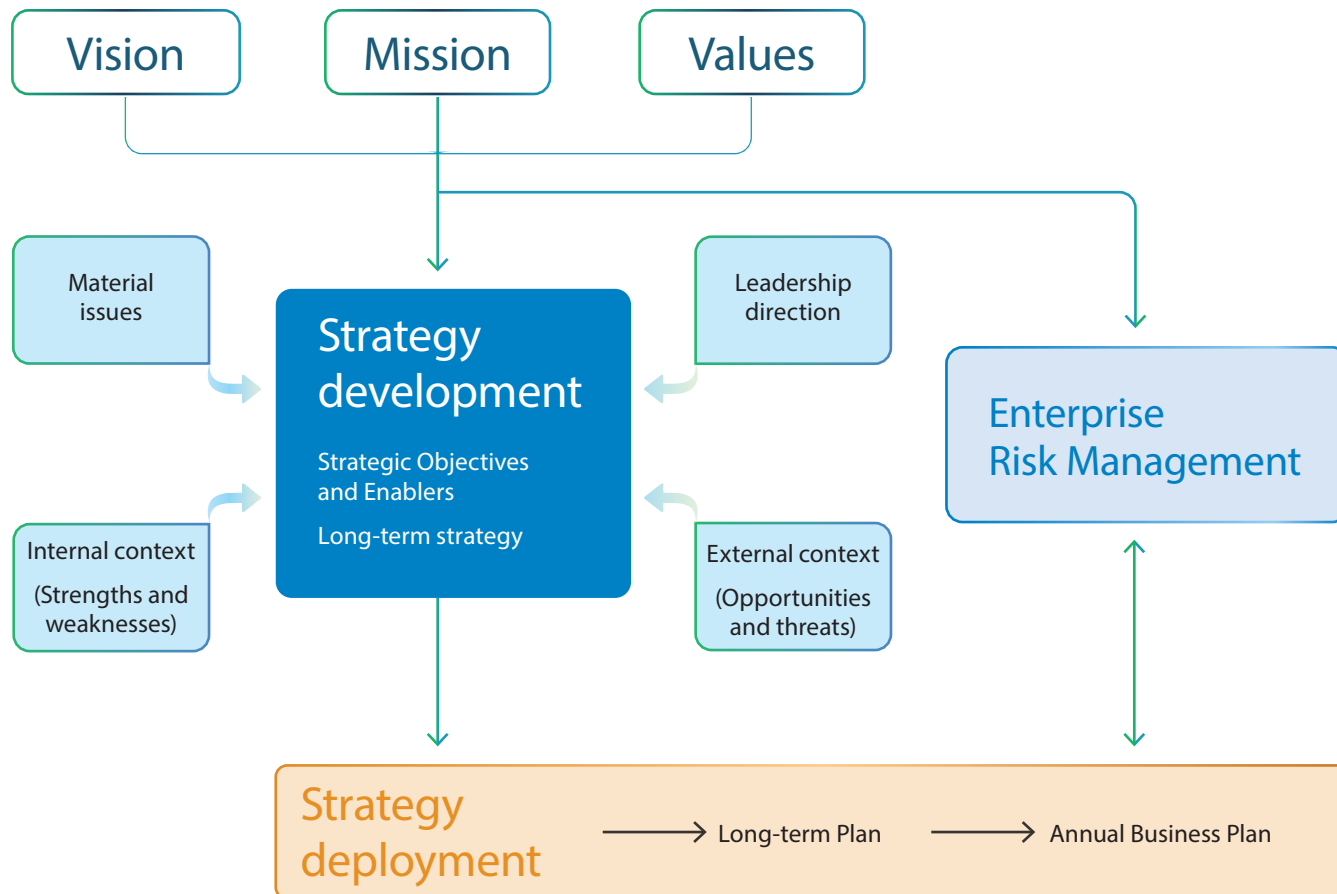 Vision
Mission
Values
Material
issues
Leadership
direction
Strategy
development
Strategic Objectives
and Enablers
Long-term strategy
Enterprise
Risk Management
Internal context
(Strengths and
weaknesses)
External context
(Opportunities
and threats)
Strategy
deployment
Long-term Plan
Annual Business Plan